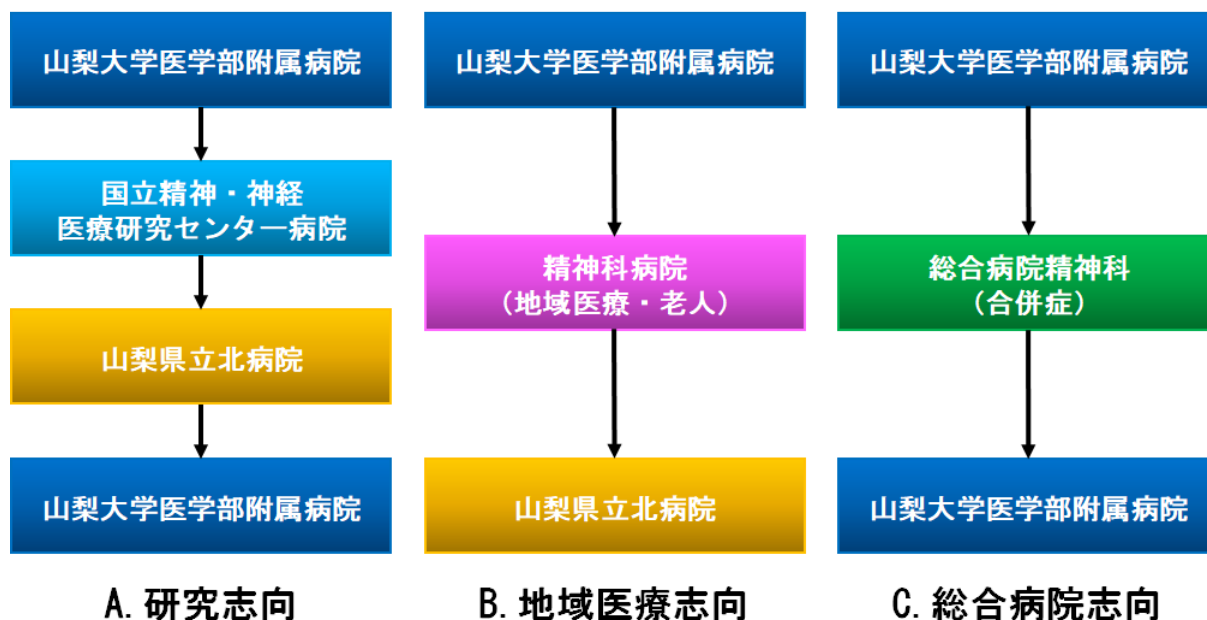 山梨大学医学部附属病院
国立精神・神経
医療研究センター病院
山梨県立北病院
山梨大学医学部附属病院
A. 研究志向
山梨大学医学部附属病院
精神科病院
（地域医療・老人）
山梨県立北病院
B. 地域医療志向
山梨大学医学部附属病院
総合病院精神科
（合併症）
山梨大学医学部附属病院
C. 総合病院志向